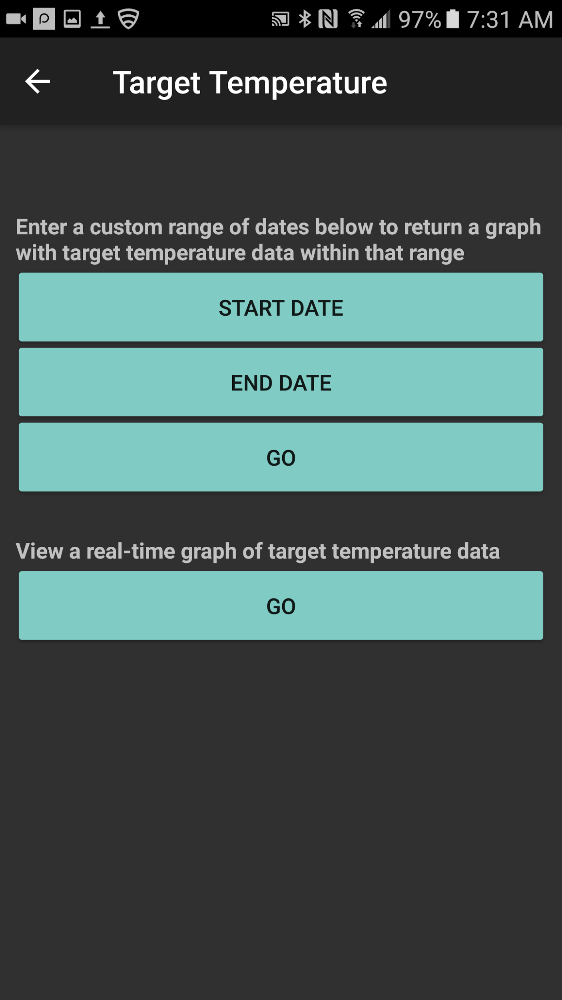 97% 7:31 AM
Target Temperature
Enter a custom range of dates below to return a graph
with target temperature data within that range
START DATE
END DATE
GO
View a real-time graph of target temperature data
GO